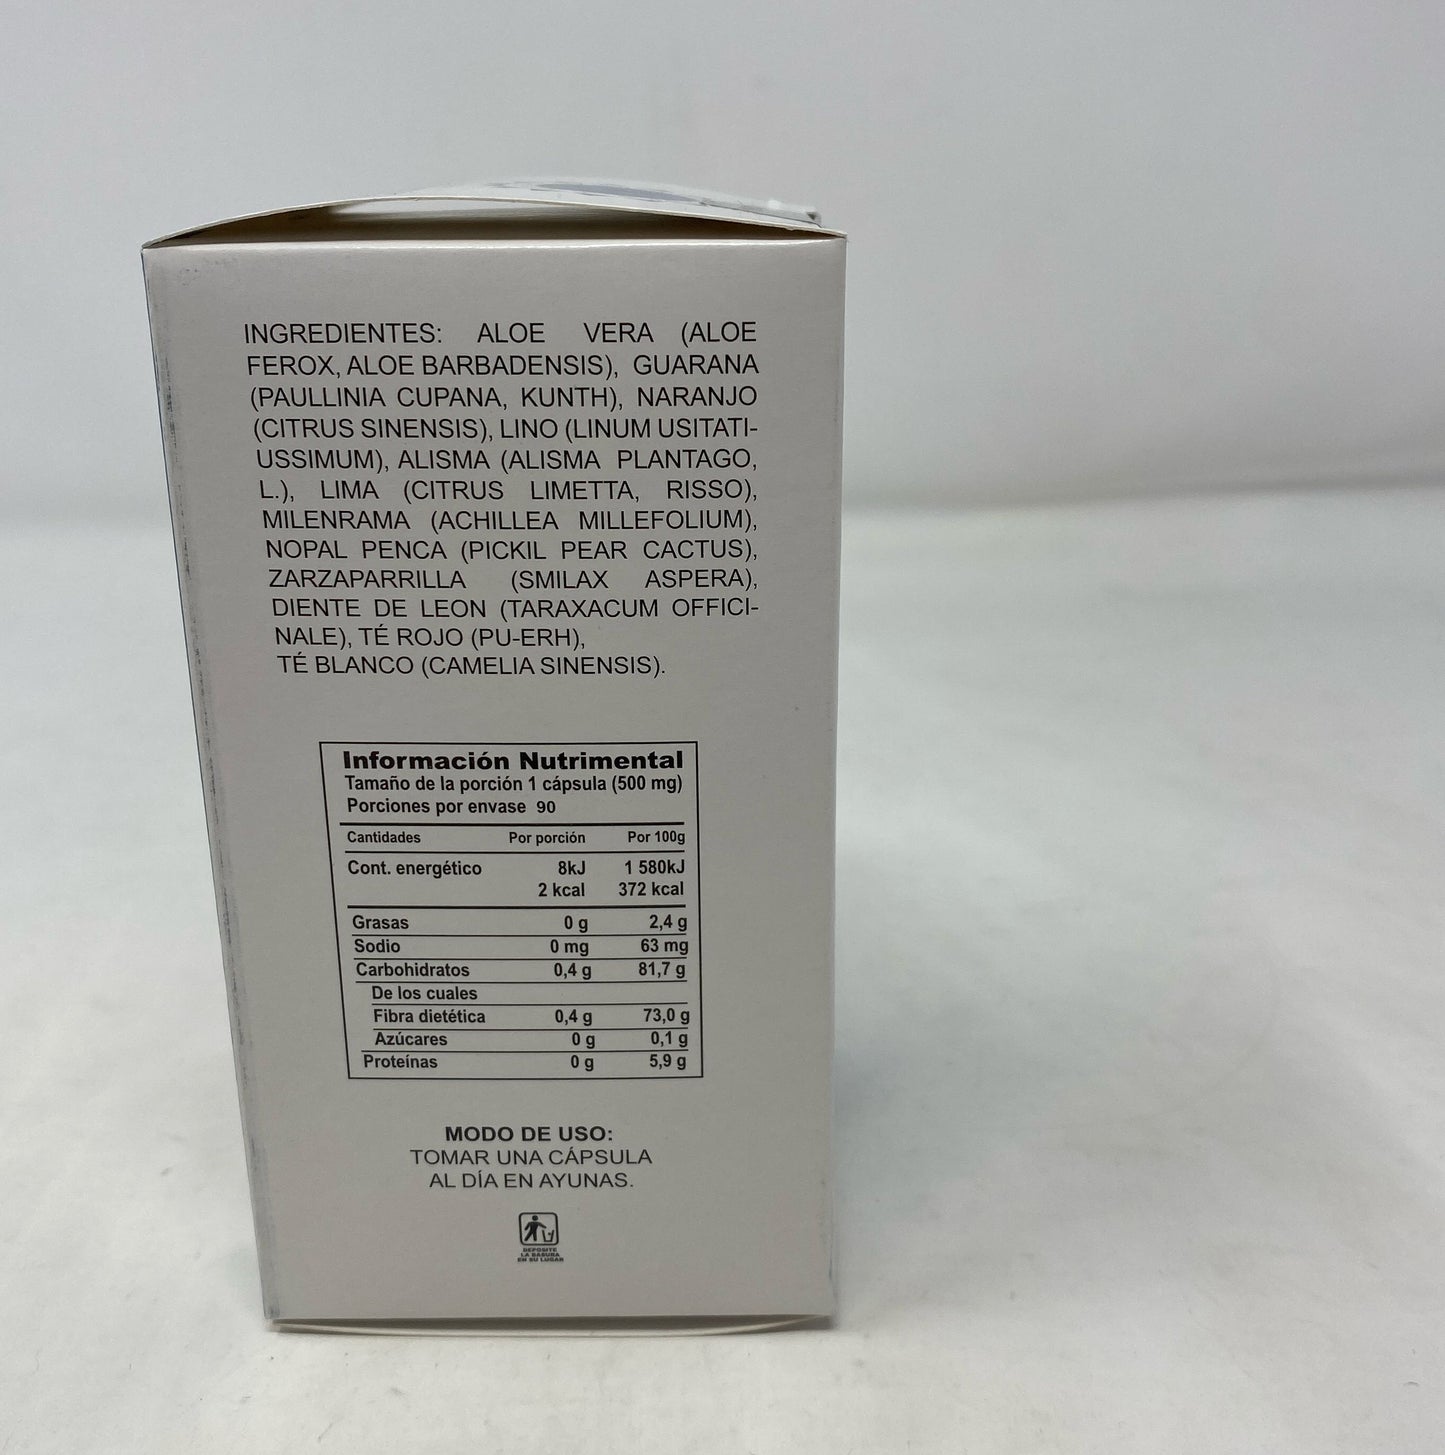 INGREDIENTES: ALOE VERA (ALOE
FEROX, ALOE BARBADENSIS), GUARANA
(PAULLINIA CUPANA, KUNTH), NARANJO
(CITRUS SINENSIS), LINO (LINUM USITATI-
USSIMUM), ALISMA (ALISMA PLANTAGO,
L.), LIMA (CITRUS LIMETTA, RISSO),
MILENRAMA (ACHILLEA MILLEFOLIUM),
NOPAL PENCA (PICKIL PEAR CACTUS),
ZARZAPARRILLA (SMILAX ASPERA),
DIENTE DE LEON (TARAXACUM OFFICI-
NALE), TÉ ROJO (PU-ERH),
TÉ BLANCO (CAMELIA SINENSIS).
Información Nutrimental
Tamaño de la porción 1 cápsula (500 mg)
Porciones por envase 90
Cantidades Por porción Por 100g
Cont. energético 8kJ 1 580kJ
2 kcal 372 kcal
Grasas 0 g 2,4 g
Sodio 0 mg 63 mg
Carbohidratos 0,4 g 81,7 g
De los cuales
Fibra dietética 0,4 g 73,0 g
Azúcares 0 g 0,1 g
Proteínas 0 g 5,9 g
MODO DE USO:
TOMAR UNA CÁPSULA
AL DÍA EN AYUNAS.
DEPOSITE
LA BASURA
EN SU LUGAR